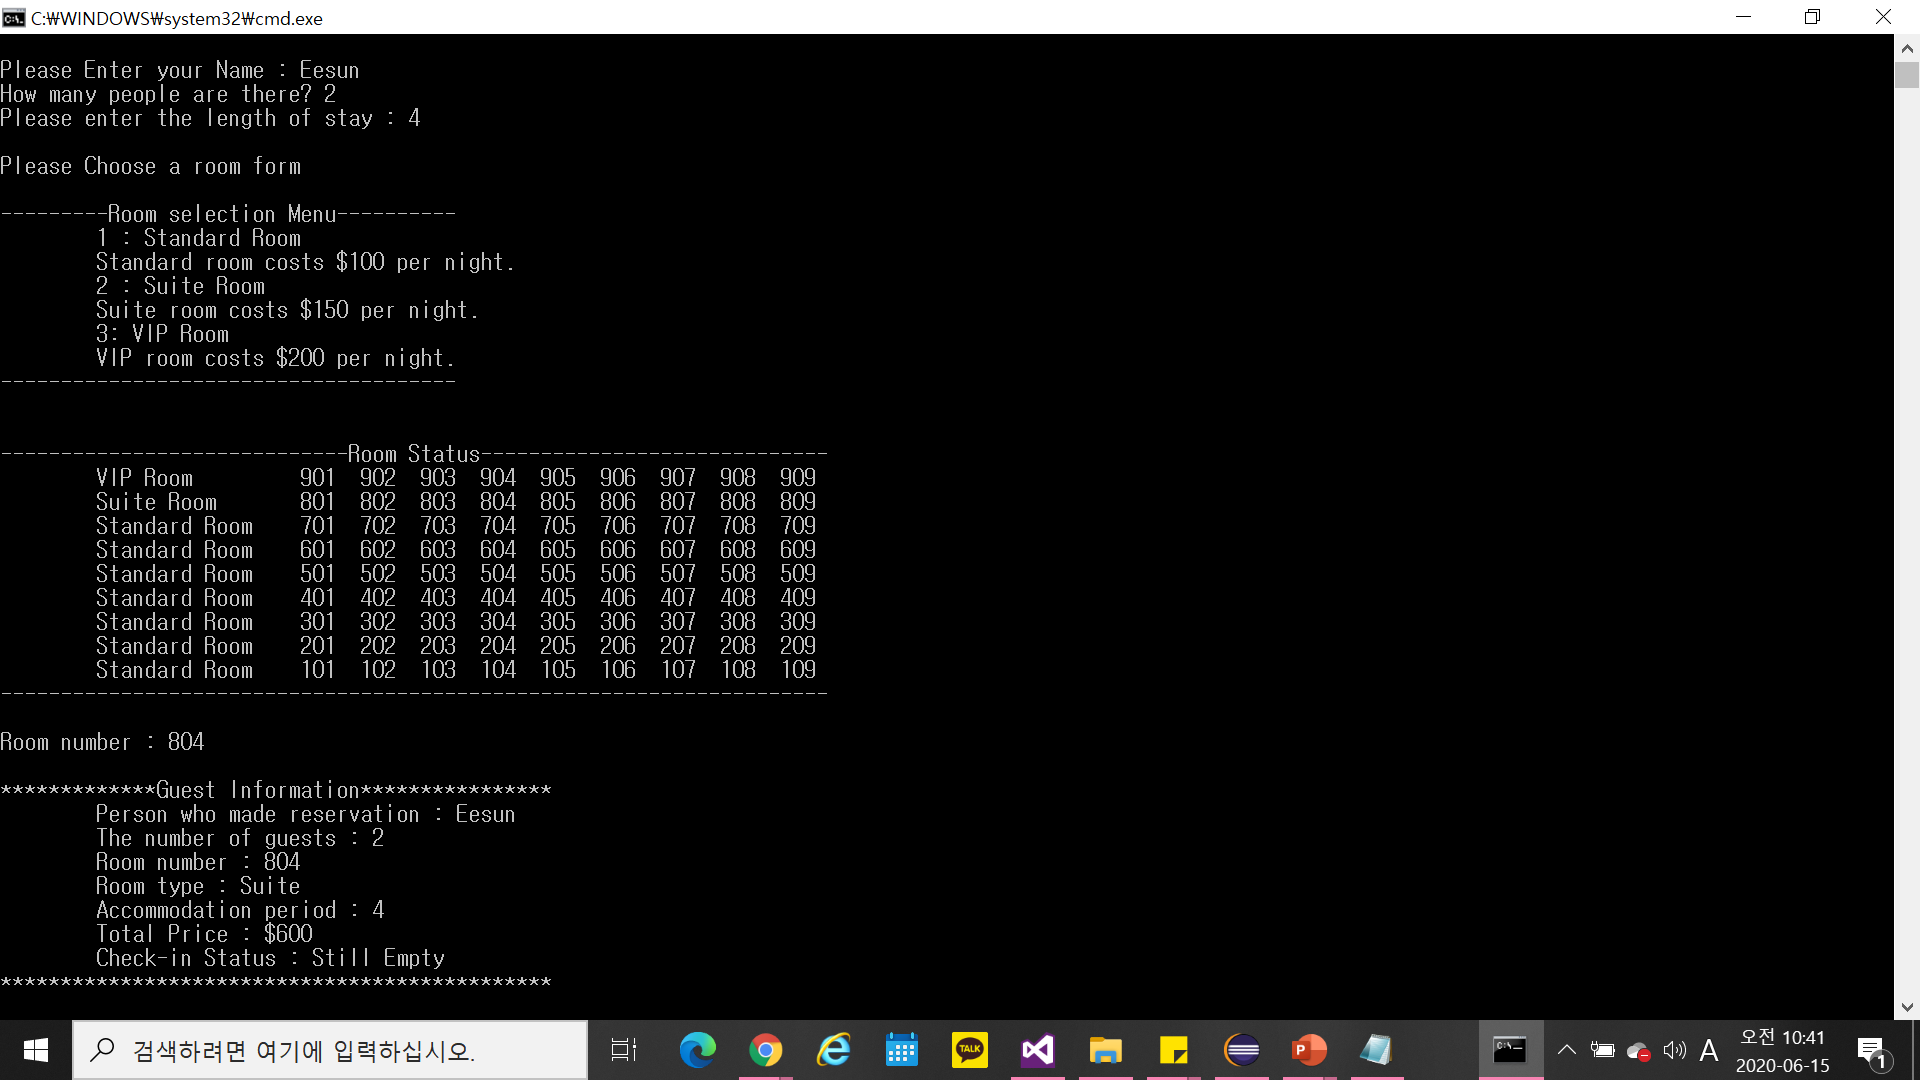 C:₩WINDOWS₩system32₩cmd.exe
Please Enter your Name : Eesun
How many people are there? 2
Please enter the length of stay : 4
Please Choose a room form
---------Room selection Menu----------
1 : Standard Room
Standard room costs $100 per night.
2 : Suite Room
Suite room costs $150 per night.
3: VIP Room
VIP room costs $200 per night.
--------------------------------------
-----------------------------Room Status-----------------------------
VIP Room 901 902 903 904 905 906 907 908 909
Suite Room 801 802 803 804 805 806 807 808 809
Standard Room 701 702 703 704 705 706 707 708 709
Standard Room 601 602 603 604 605 606 607 608 609
Standard Room 501 502 503 504 505 506 507 508 509
Standard Room 401 402 403 404 405 406 407 408 409
Standard Room 301 302 303 304 305 306 307 308 309
Standard Room 201 202 203 204 205 206 207 208 209
Standard Room 101 102 103 104 105 106 107 108 109
---------------------------------------------------------------------
Room number : 804
*************Guest Information****************
Person who made reservation : Eesun
The number of guests : 2
Room number : 804
Room type : Suite
Accommodation period : 4
Total Price : $600
Check-in Status : Still Empty
**********************************************
검색하려면 여기에 입력하십시오.
TALK
P
C:\_
A
오전 10:41
2020-06-15
1